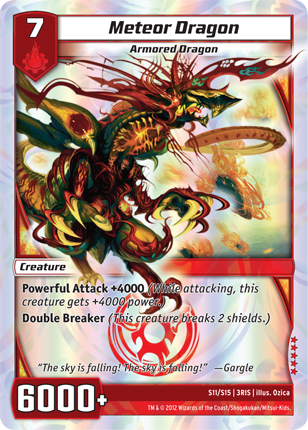 7
Meteor Dragon
Armored Dragon
Creature
Powerful Attack +4000 (While attacking, this
creature gets +4000 power.)
Double Breaker (This creature breaks 2 shields.)
"The sky is falling! The sky is falling!" —Gargle
6000+
S11/S15 | 3RIS | illus. Ozica
TM & © 2012 Wizards of the Coast/Shogakukan/Mitsui-Kids.